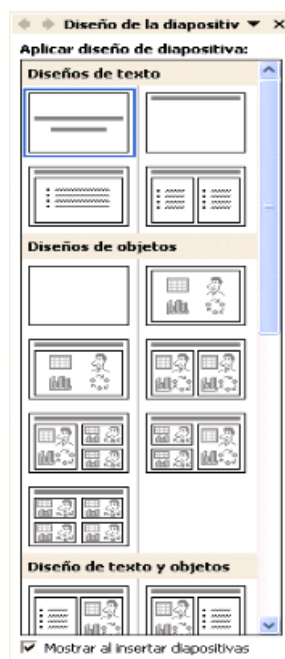 Diseño de la diapositiv
Aplicar diseño de diapositiva:
Diseños de texto
Diseños de objetos
Diseño de texto y objetos
Mostrar al insertar diapositivas